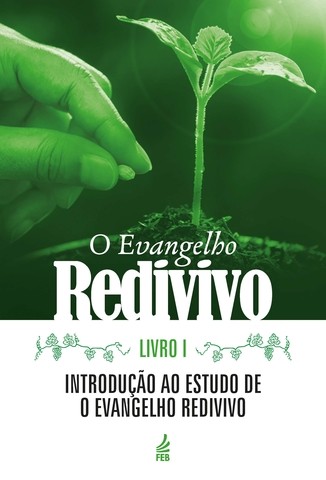 O Evangelho
Redivivo
LIVRO I
INTRODUÇÃO AO ESTUDO DE
O EVANGELHO REDIVIVO
FEB